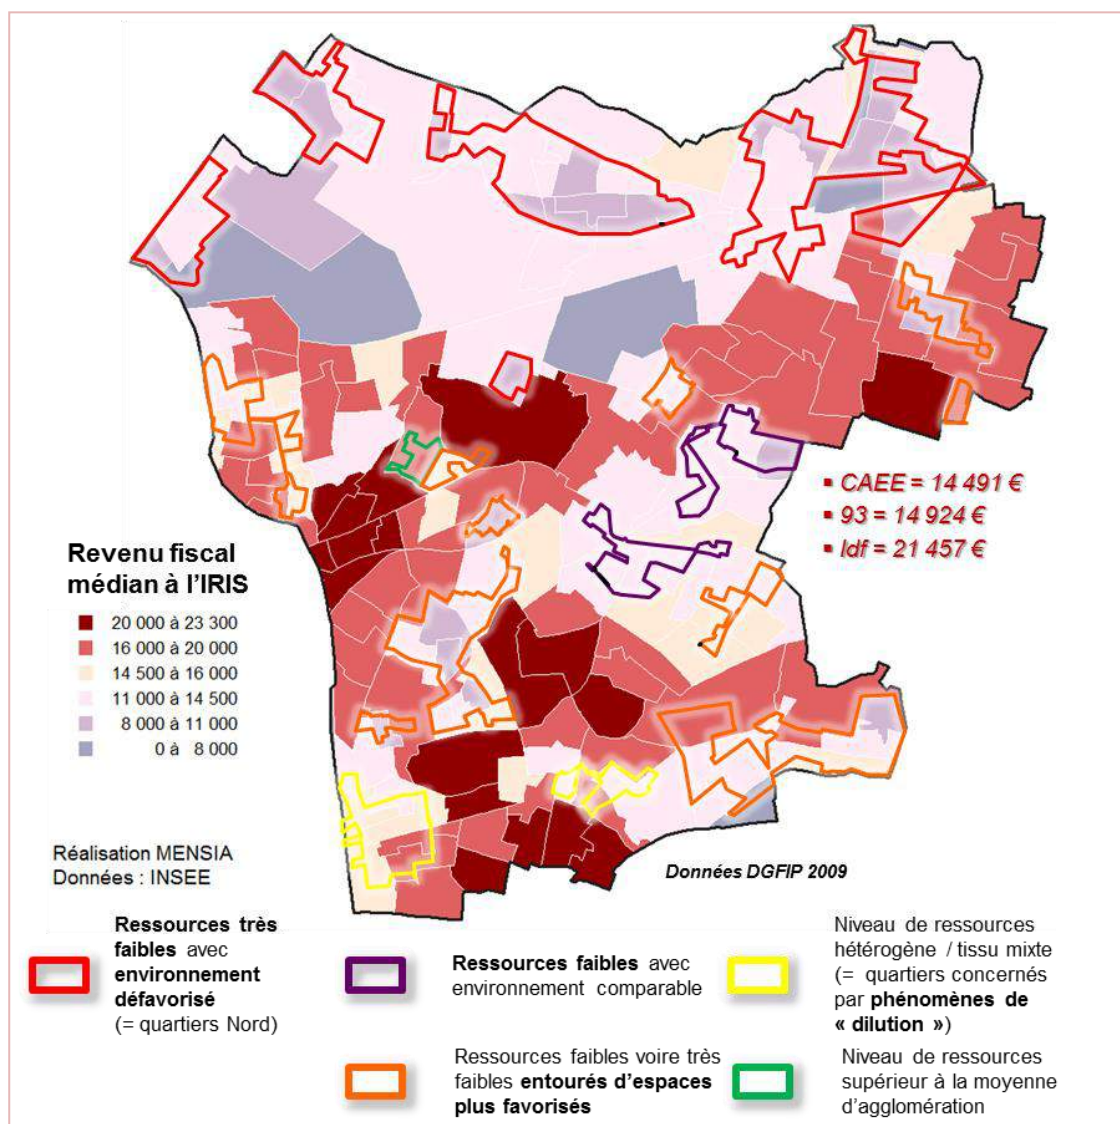 ▪ CAEE = 14 491 €
▪ 93 = 14 924 €
▪ Idf = 21 457 €
Revenu fiscal
médian à l’IRIS
20 000 à 23 300
16 000 à 20 000
14 500 à 16 000
11 000 à 14 500
8 000 à 11 000
0 à 8 000
Réalisation MENSIA
Données : INSEE
Données DGFIP 2009
Ressources très
faibles avec
environnement
défavorisé
(= quartiers Nord)
Ressources faibles avec
environnement comparable
Niveau de ressources
hétérogène / tissu mixte
(= quartiers concernés
par phénomènes de
« dilution »)
Ressources faibles voire très
faibles entourés d’espaces
plus favorisés
Niveau de ressources
supérieur à la moyenne
d’agglomération